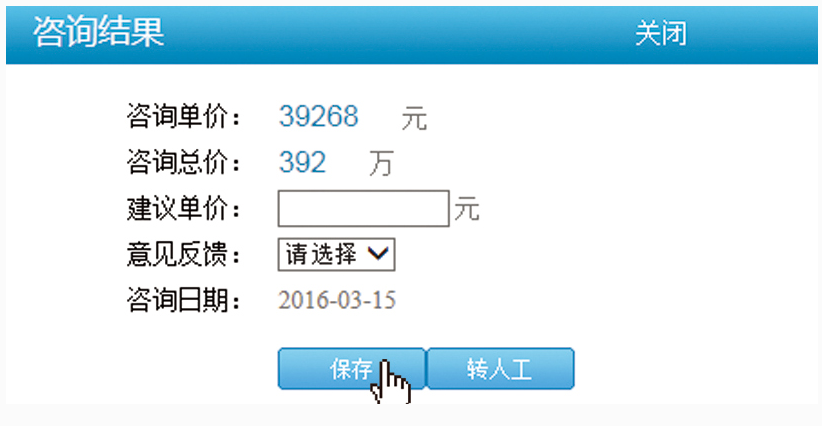 咨询结果 关闭
咨询单价： 39268 元
咨询总价： 392 万
建议单价： 元
意见反馈： 请选择
咨询日期： 2016-03-15
保存 转人工